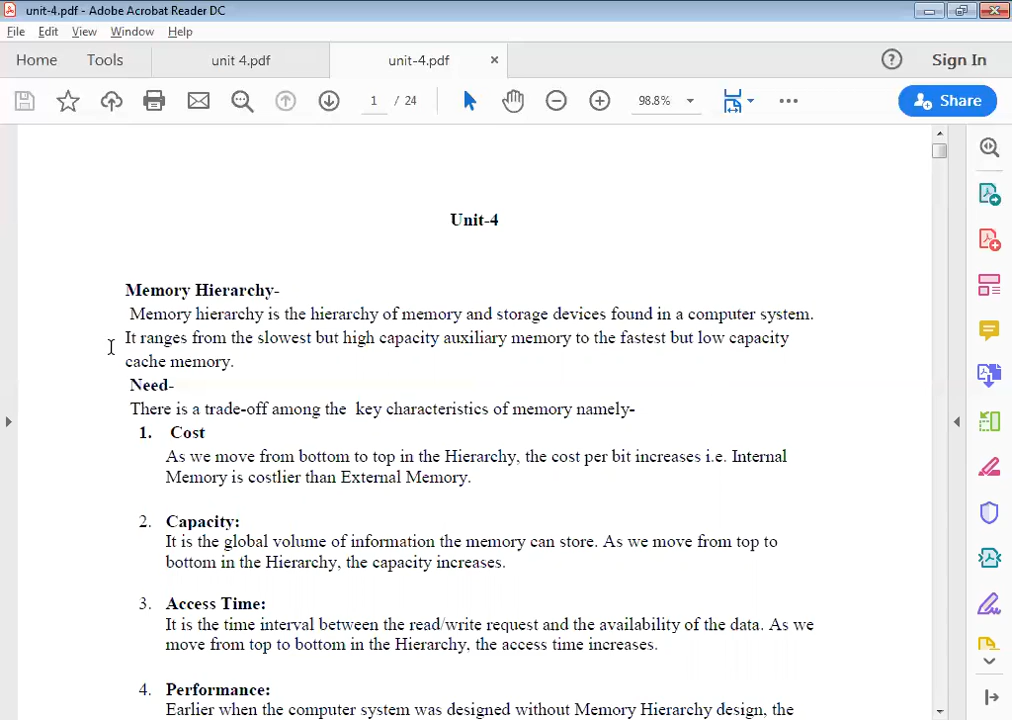 unit-4.pdf - Adobe Acrobat Reader DC
File Edit View Window Help
Home Tools unit 4.pdf unit-4.pdf × ? Sign In
1 / 24 98.8% Share
Unit-4
Memory Hierarchy-
Memory hierarchy is the hierarchy of memory and storage devices found in a computer system.
It ranges from the slowest but high capacity auxiliary memory to the fastest but low capacity
cache memory.
Need-
There is a trade-off among the key characteristics of memory namely-
1. Cost
As we move from bottom to top in the Hierarchy, the cost per bit increases i.e. Internal
Memory is costlier than External Memory.
2. Capacity:
It is the global volume of information the memory can store. As we move from top to
bottom in the Hierarchy, the capacity increases.
3. Access Time:
It is the time interval between the read/write request and the availability of the data. As we
move from top to bottom in the Hierarchy, the access time increases.
4. Performance:
Earlier when the computer system was designed without Memory Hierarchy design, the